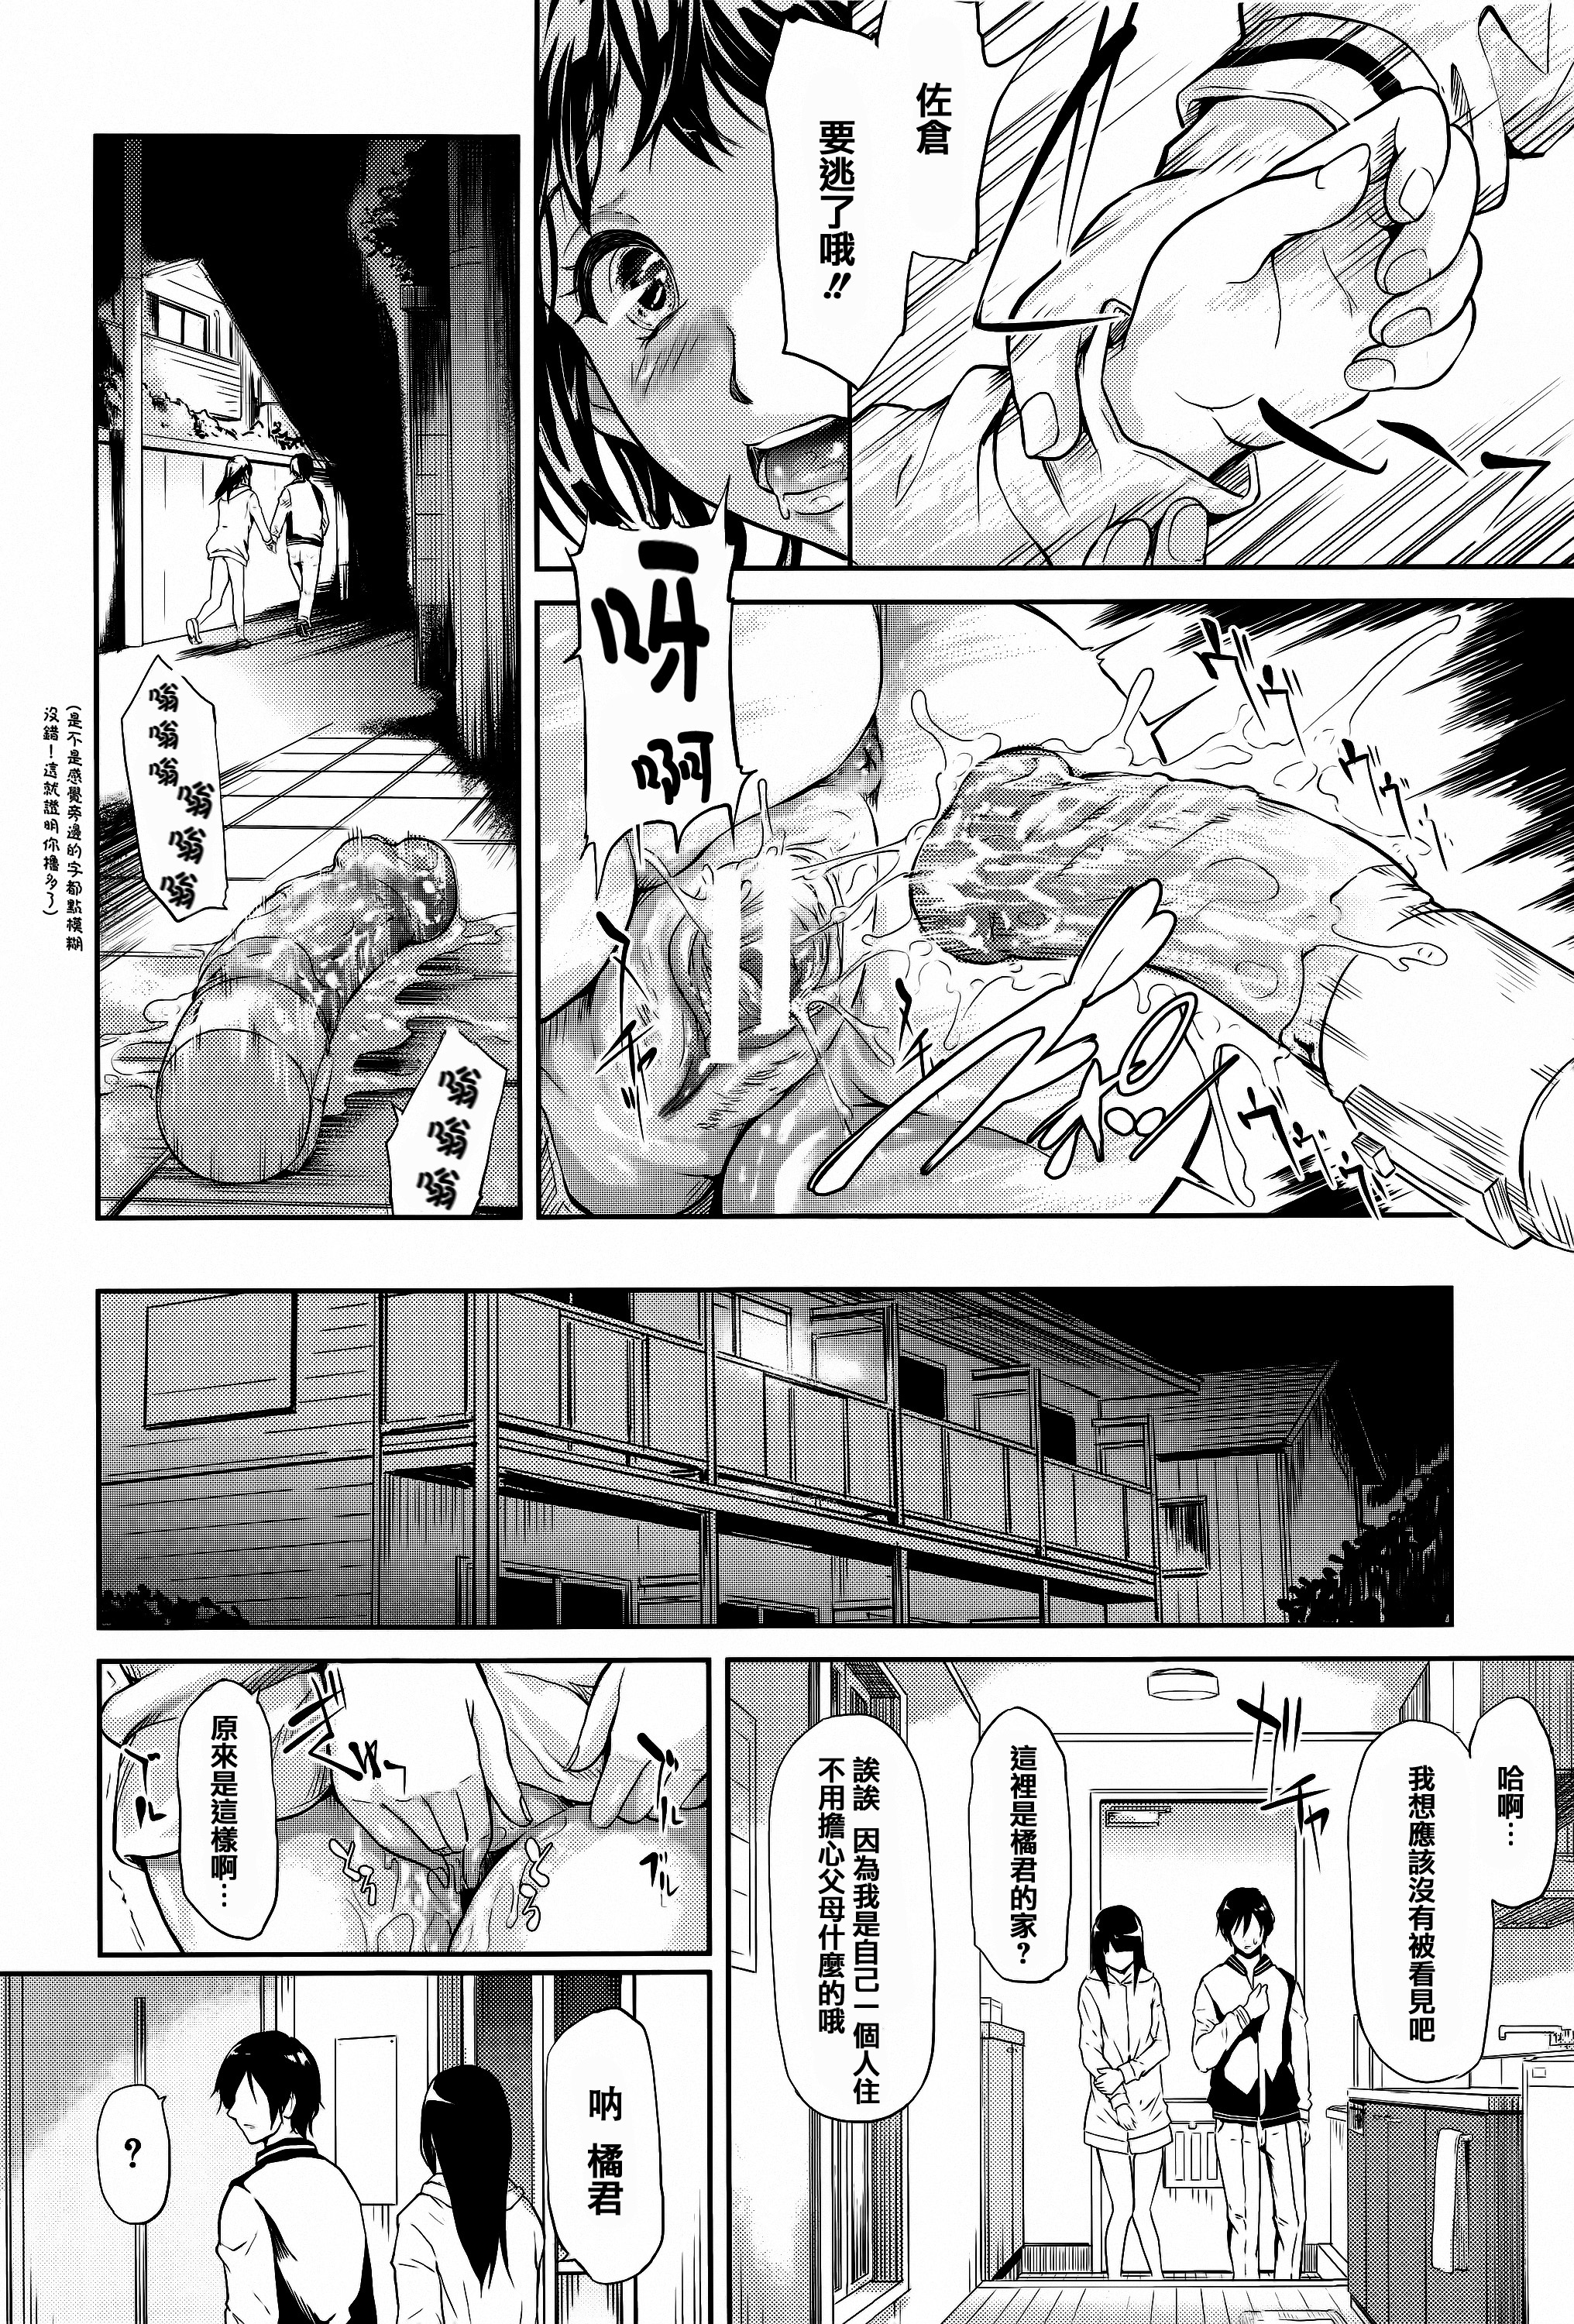 佐倉
要逃了哦!!
呀
啊
嗡嗡嗡嗡嗡嗡
嗡嗡嗡
(是不是感覺旁邊的字都點模糊
沒錯！這就證明你擼多了)
哈啊…
我想應該沒有被看見吧
這裡是橘君的家？
誒誒 因為我是自己一個人住
不用擔心父母什麼的哦
原來是這樣啊…
吶 橘君
？